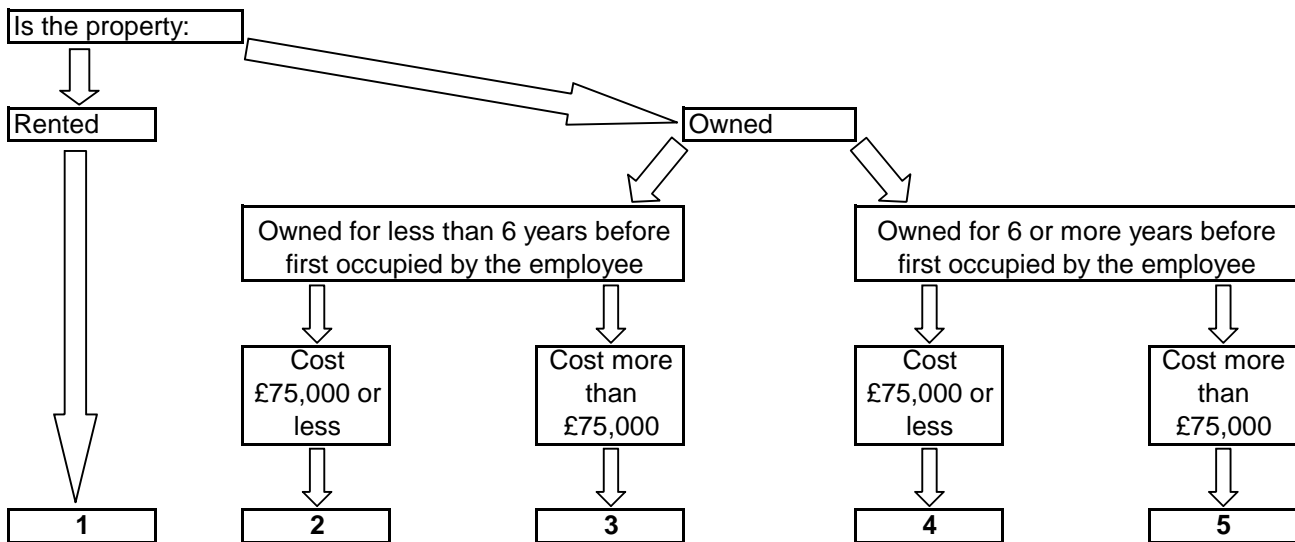 Is the property:
Rented
Owned
Owned for less than 6 years before
first occupied by the employee
Owned for 6 or more years before
first occupied by the employee
Cost
£75,000 or
less
Cost more
than
£75,000
Cost
£75,000 or
less
Cost more
than
£75,000
1
2
3
4
5